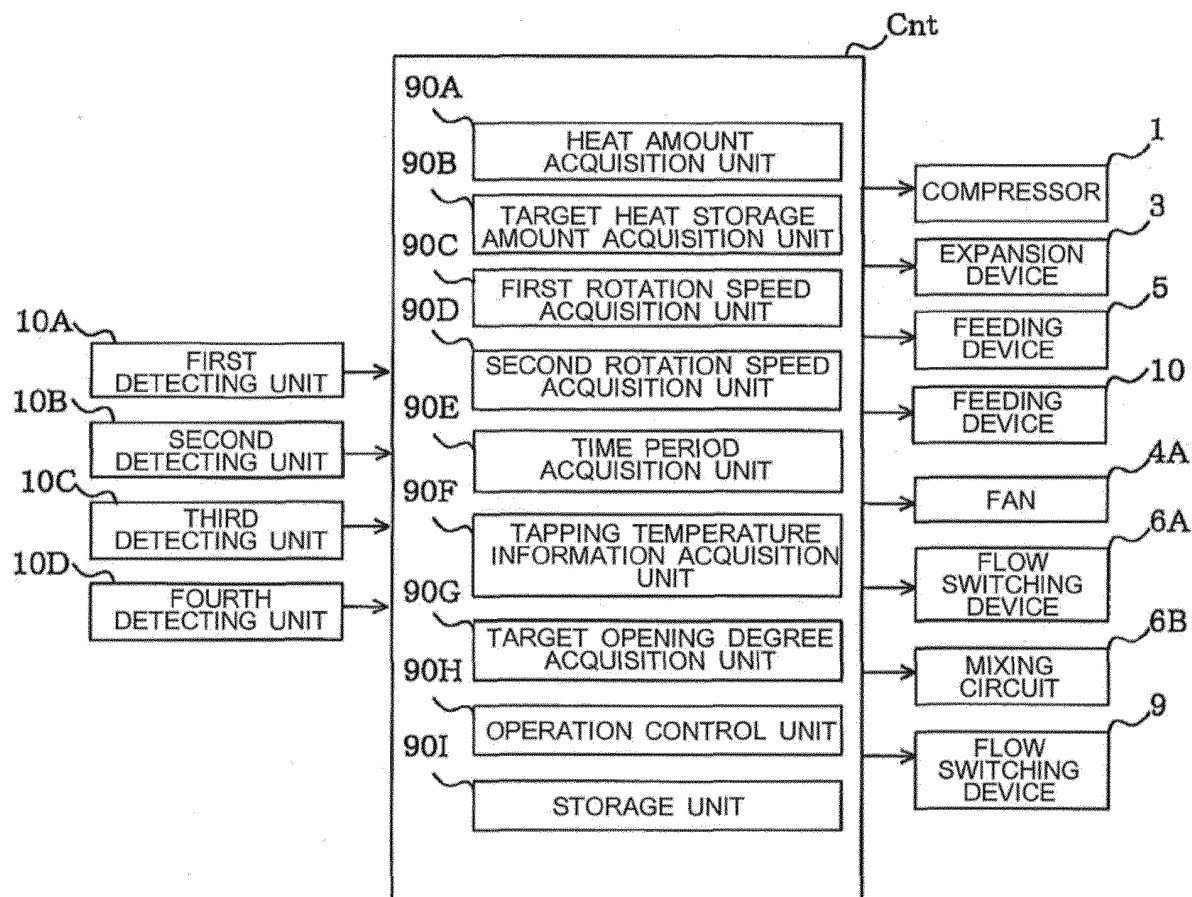 Cnt
90A
HEAT AMOUNT
ACQUISITION UNIT
90B
TARGET HEAT STORAGE
AMOUNT ACQUISITION UNIT
90C
FIRST ROTATION SPEED
ACQUISITION UNIT
90D
SECOND ROTATION SPEED
ACQUISITION UNIT
90E
TIME PERIOD
ACQUISITION UNIT
90F
TAPPING TEMPERATURE
INFORMATION ACQUISITION
UNIT
90G
TARGET OPENING DEGREE
ACQUISITION UNIT
90H
OPERATION CONTROL UNIT
90I
STORAGE UNIT
10A
FIRST
DETECTING UNIT
10B
SECOND
DETECTING UNIT
10C
THIRD
DETECTING UNIT
10D
FOURTH
DETECTING UNIT
1
COMPRESSOR
3
EXPANSION
DEVICE
5
FEEDING
DEVICE
10
FEEDING
DEVICE
4A
FAN
6A
FLOW
SWITCHING
DEVICE
6B
MIXING
CIRCUIT
9
FLOW
SWITCHING
DEVICE